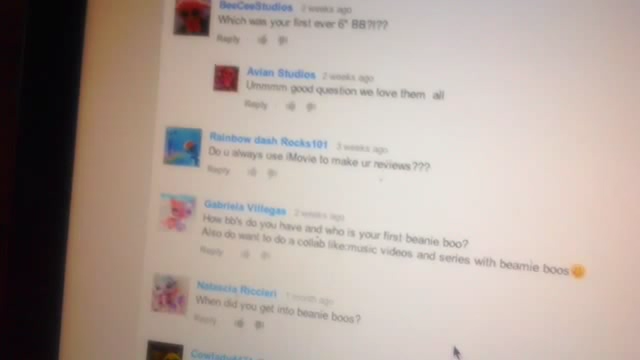 BeeCeeStudios 2 weeks ago
Which was your first ever 6" BB?!??
Reply
Avian Studios 2 weeks ago
Ummmm good question we love them all
Reply
Rainbow dash Rocks101 3 weeks ago
Do u always use iMovie to make ur reviews???
Reply
Gabriela Villegas 2 weeks ago
How bb's do you have and who is your first beanie boo?
Also do want to do a collab like:music videos and series with beamie boos
Reply
Natascia Riccieri 1 month ago
When did you get into beanie boos?
Reply